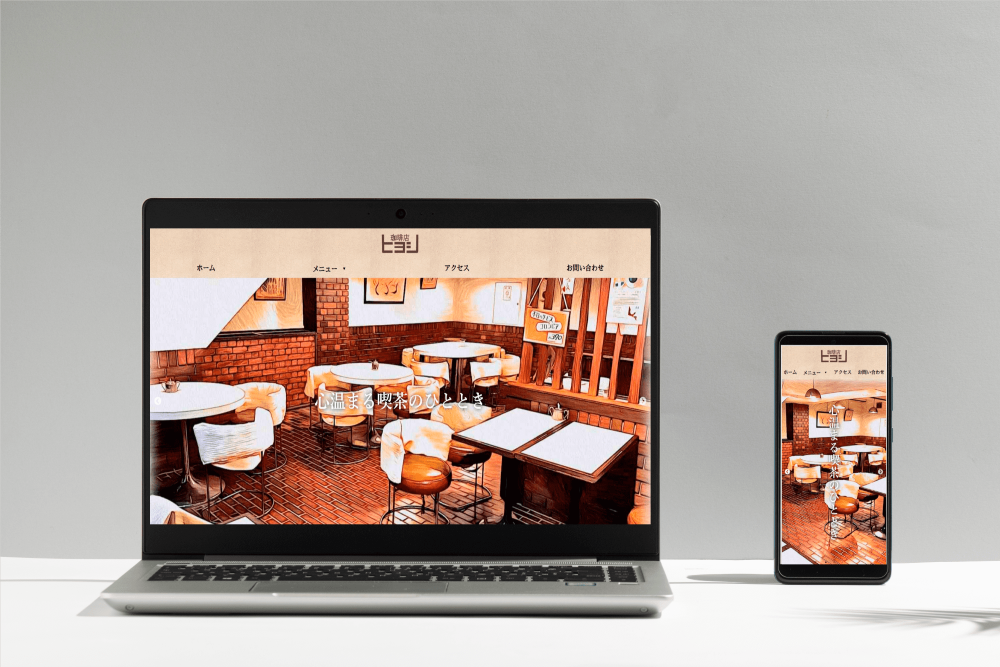 珈琲店
ヒヨシ
ホーム
メニュー
アクセス
お問い合わせ
心温まる喫茶のひととき
珈琲店
ヒヨシ
ホーム
メニュー
アクセス
お問い合わせ
心温まる喫茶のひととき